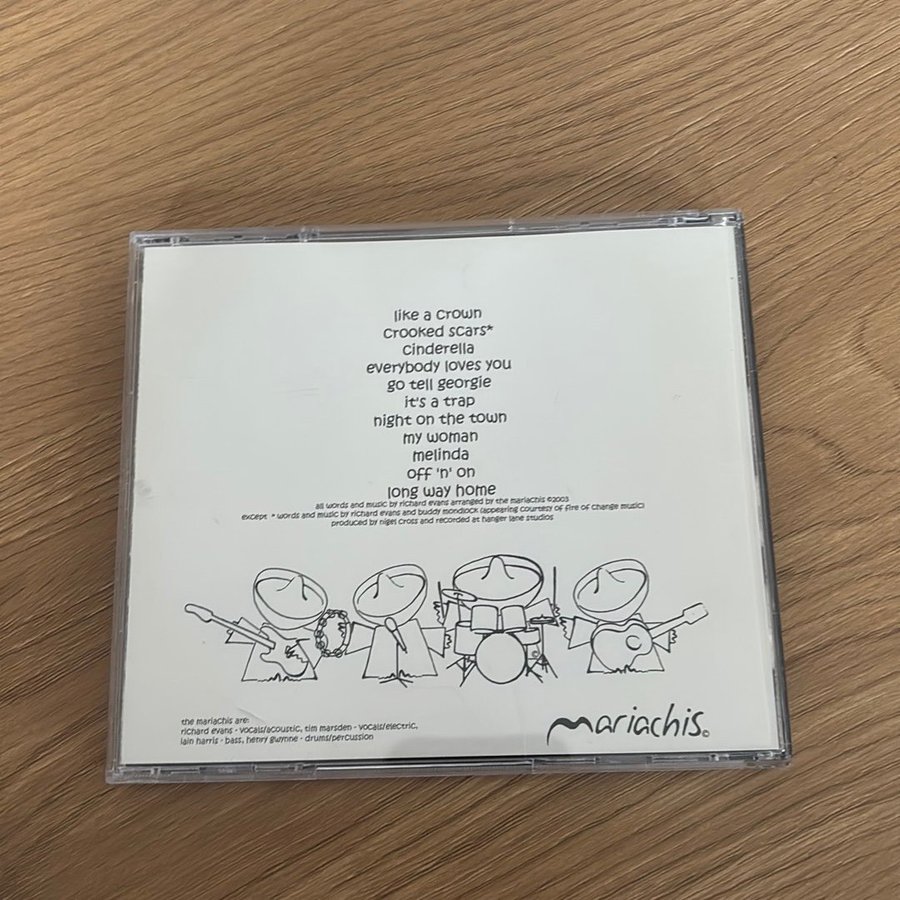 like a crown
crooked scars*
cinderella
everybody loves you
go tell georgie
it's a trap
night on the town
my woman
melinda
off 'n' on
long way home
all words and music by richard evans arranged by the mariachis ©2003
except * words and music by richard evans and buddy mondlock (appearing courtesy of fire of change music)
produced by nigel cross and recorded at hanger lane studios
the mariachis are:
richard evans - vocals/acoustic, tim marsden - vocals/electric,
iain harris - bass, henry gwynne - drums/percussion
mariachis©